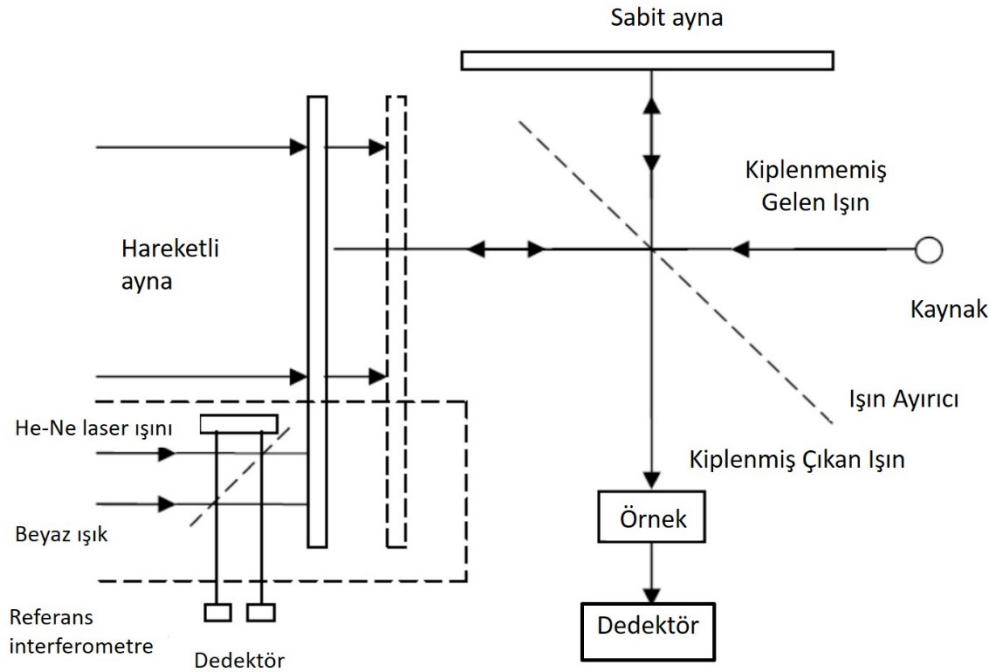 Sabit ayna
Kiplenmemiş
Gelen Işın
Hareketli
ayna
Kaynak
Işın Ayırıcı
He-Ne laser ışını
Kiplenmiş Çıkan Işın
Örnek
Beyaz ışık
Referans
interferometre
Dedektör
Dedektör